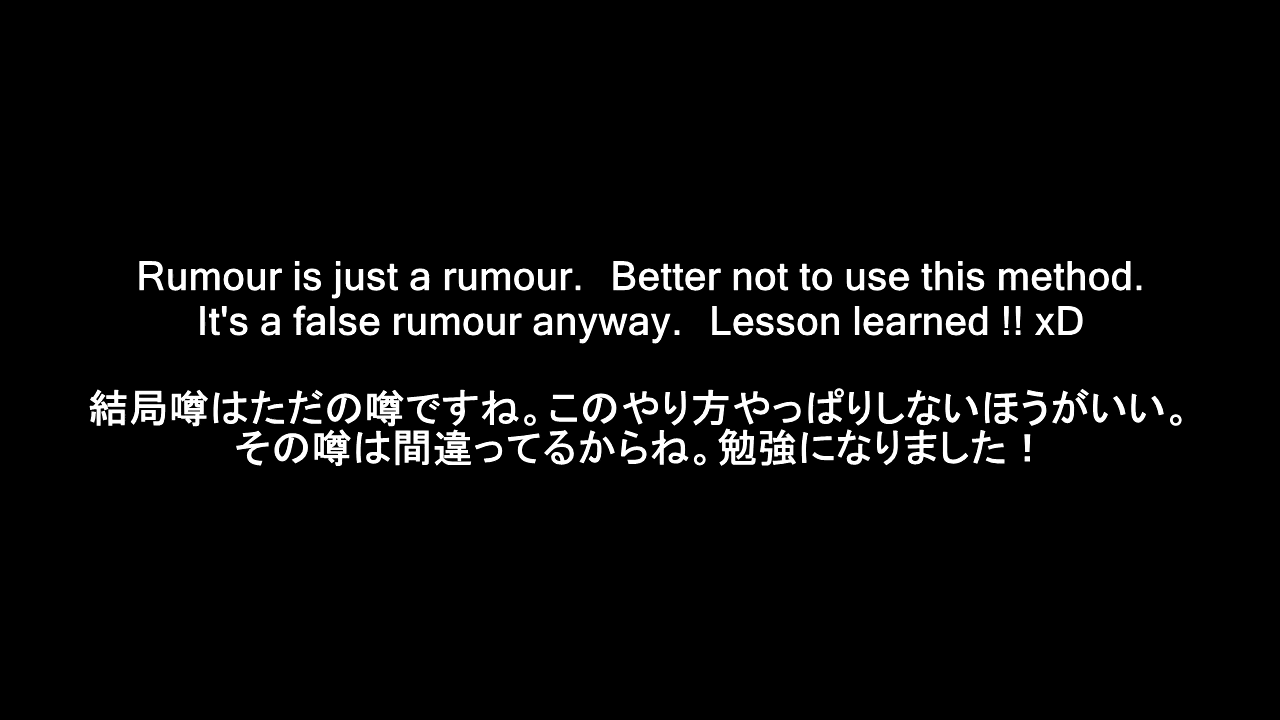 Rumour is just a rumour.  Better not to use this method.
It's a false rumour anyway.  Lesson learned !! xD
結局噂はただの噂ですね。このやり方やっぱりしないほうがいい。
その噂は間違ってるからね。勉強になりました！